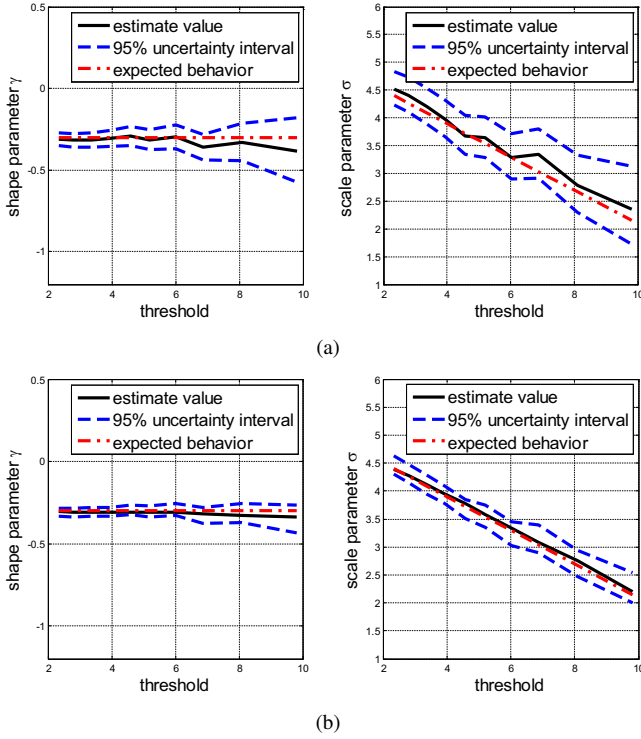 0.5
0
-0.5
-1
shape parameter γ
estimate value
95% uncertainty interval
expected behavior
2 4 6 8 10
threshold
6
5.5
5
4.5
4
3.5
3
2.5
2
1.5
1
scale parameter σ
estimate value
95% uncertainty interval
expected behavior
2 4 6 8 10
threshold
(a)
0.5
0
-0.5
-1
shape parameter γ
estimate value
95% uncertainty interval
expected behavior
2 4 6 8 10
threshold
6
5.5
5
4.5
4
3.5
3
2.5
2
1.5
1
scale parameter σ
estimate value
95% uncertainty interval
expected behavior
2 4 6 8 10
threshold
(b)